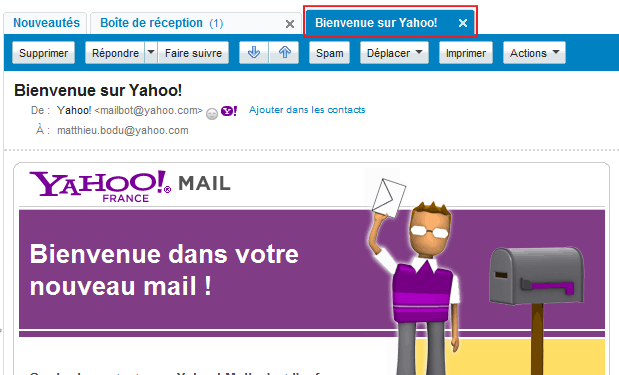 Nouveautés Boîte de réception (1) Bienvenue sur Yahoo!
Supprimer Répondre Faire suivre Spam Déplacer Imprimer Actions
Bienvenue sur Yahoo!
De : Yahoo! <mailbot@yahoo.com> Y! Ajouter dans les contacts
À : matthieu.bodu@yahoo.com
YAHOO! MAIL
FRANCE
Bienvenue dans votre
nouveau mail !